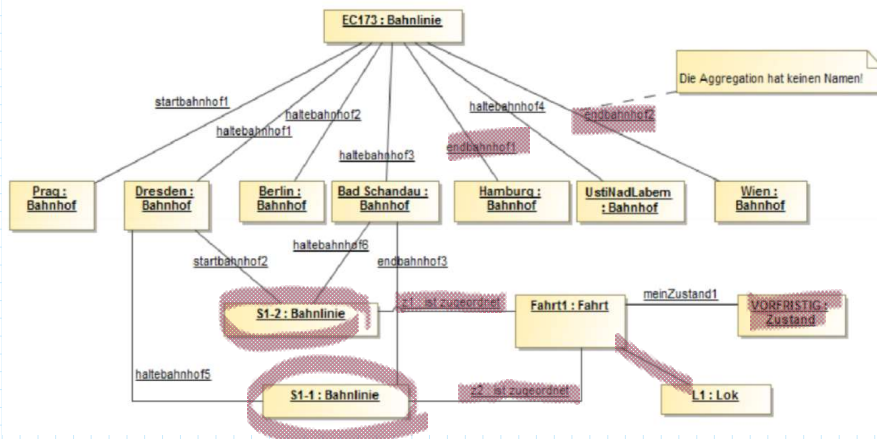 EC173 : Bahnlinie
Die Aggregation hat keinen Namen!
startbahnhof1
haltebahnhof1
haltebahnhof2
haltebahnhof3
endbahnhof1
haltebahnhof4
endbahnhof2
Prag :
Bahnhof
Dresden :
Bahnhof
Berlin :
Bahnhof
Bad Schandau :
Bahnhof
Hamburg :
Bahnhof
UstiNadLabem
: Bahnhof
Wien :
Bahnhof
startbahnhof2
haltebahnhof6
endbahnhof3
S1-2 : Bahnlinie
z1 : ist zugeordnet
Fahrt1 : Fahrt
meinZustand1
VORFRISTIG :
Zustand
haltebahnhof5
S1-1 : Bahnlinie
z2 : ist zugeordnet
L1 : Lok